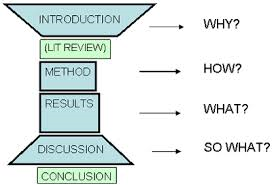 INTRODUCTION
WHY?
(LIT REVIEW)
METHOD
HOW?
RESULTS
WHAT?
DISCUSSION
SO WHAT?
CONCLUSION